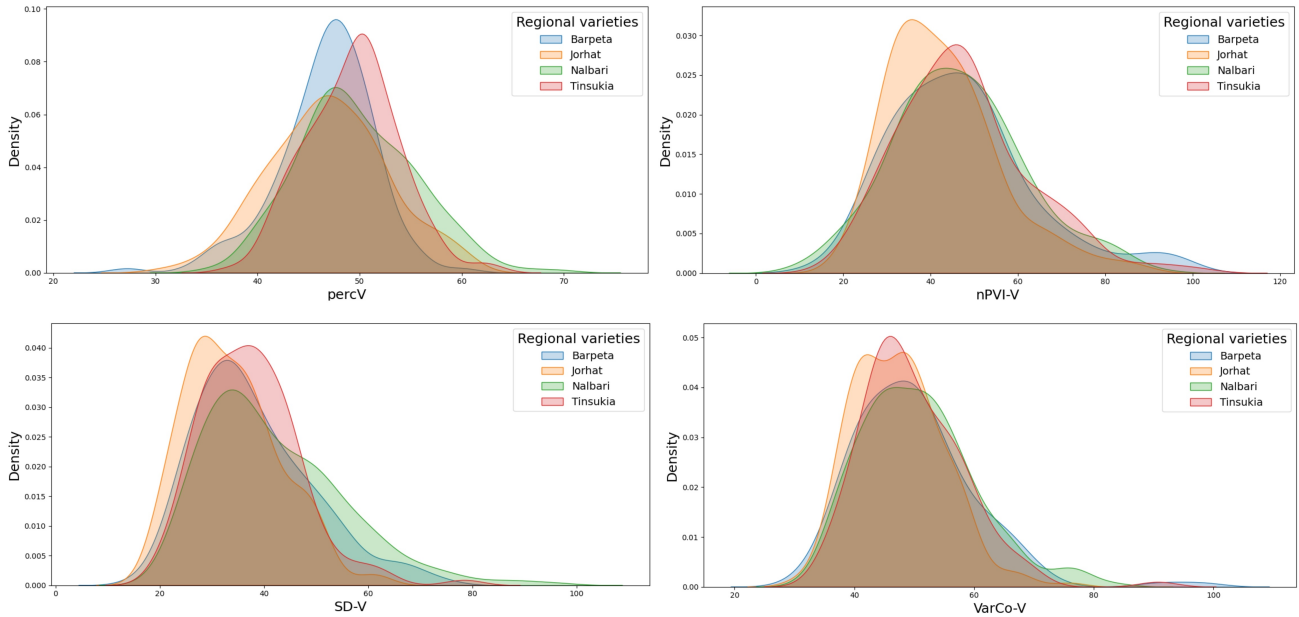 0.10
0.08
0.06
0.04
0.02
0.00
Density
20 30 40 50 60 70
percV
Regional varieties
Barpeta
Jorhat
Nalbari
Tinsukia
0.030
0.025
0.020
0.015
0.010
0.005
0.000
Density
0 20 40 60 80 100 120
nPVI-V
Regional varieties
Barpeta
Jorhat
Nalbari
Tinsukia
0.040
0.035
0.030
0.025
0.020
0.015
0.010
0.005
0.000
Density
0 20 40 60 80 100
SD-V
Regional varieties
Barpeta
Jorhat
Nalbari
Tinsukia
0.05
0.04
0.03
0.02
0.01
0.00
Density
20 40 60 80 100
VarCo-V
Regional varieties
Barpeta
Jorhat
Nalbari
Tinsukia